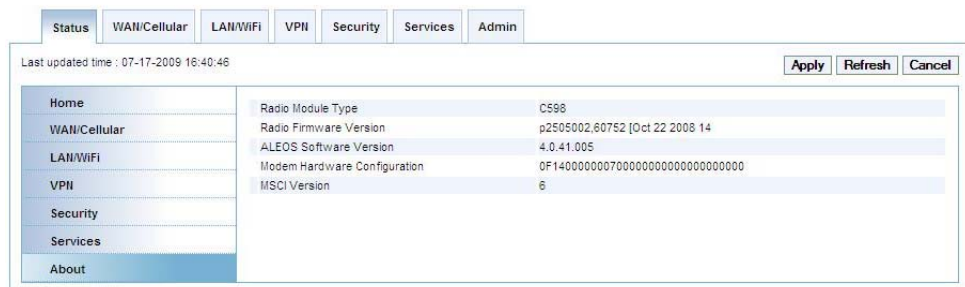 Status WAN/Cellular LAN/WiFi VPN Security Services Admin
Last updated time : 07-17-2009 16:40:46 Apply Refresh Cancel
Home
WAN/Cellular
LAN/WiFi
VPN
Security
Services
About
Radio Module Type C598
Radio Firmware Version p2505002,60752 [Oct 22 2008 14
ALEOS Software Version 4.0.41.005
Modem Hardware Configuration
MSCI Version 6